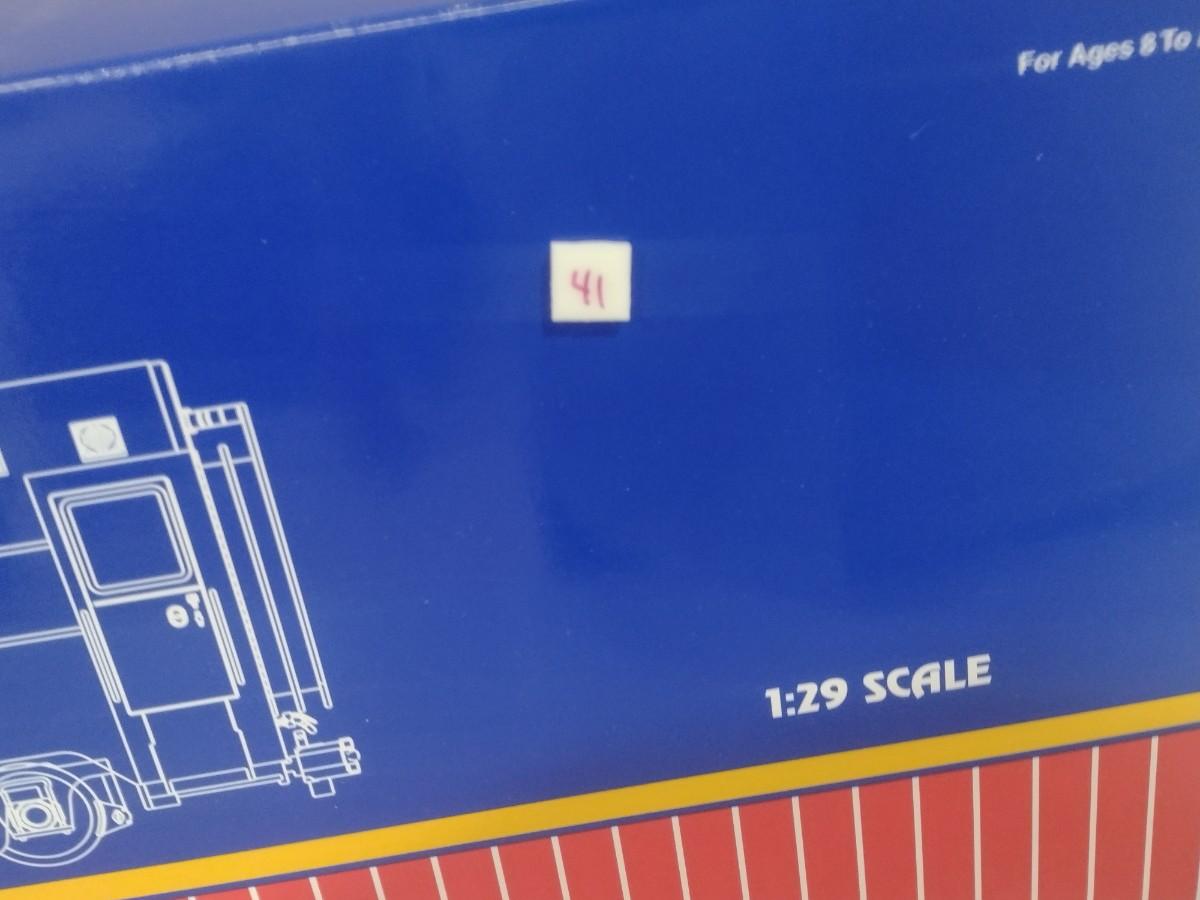 For Ages 8 To
41
1:29 SCALE